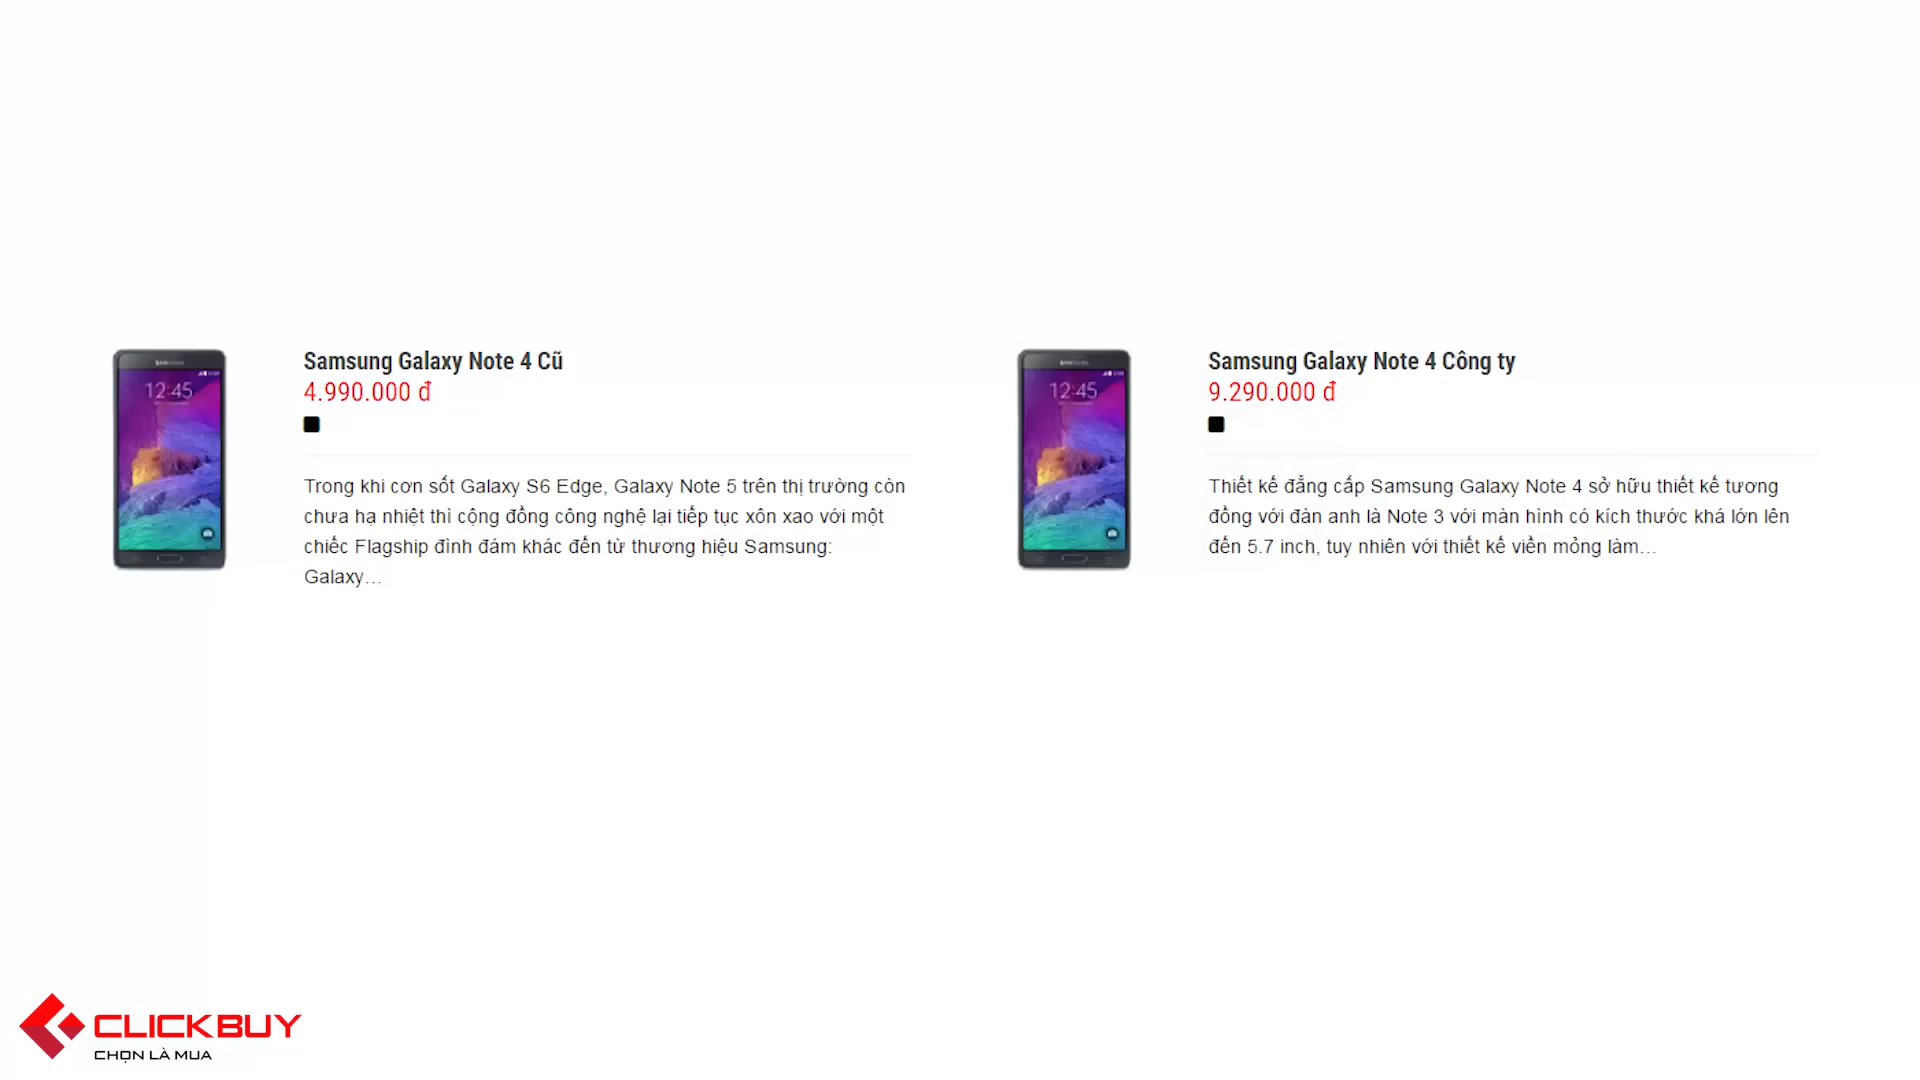 Samsung Galaxy Note 4 Cũ
4.990.000 đ
Trong khi cơn sốt Galaxy S6 Edge, Galaxy Note 5 trên thị trường còn
chưa hạ nhiệt thì cộng đồng công nghệ lại tiếp tục xôn xao với một
chiếc Flagship đình đám khác đến từ thương hiệu Samsung:
Galaxy...
12:45
Samsung Galaxy Note 4 Công ty
9.290.000 đ
Thiết kế đẳng cấp Samsung Galaxy Note 4 sở hữu thiết kế tương
đồng với đàn anh là Note 3 với màn hình có kích thước khá lớn lên
đến 5.7 inch, tuy nhiên với thiết kế viền mỏng làm...
12:45
CLICKBUY
CHỌN LÀ MUA